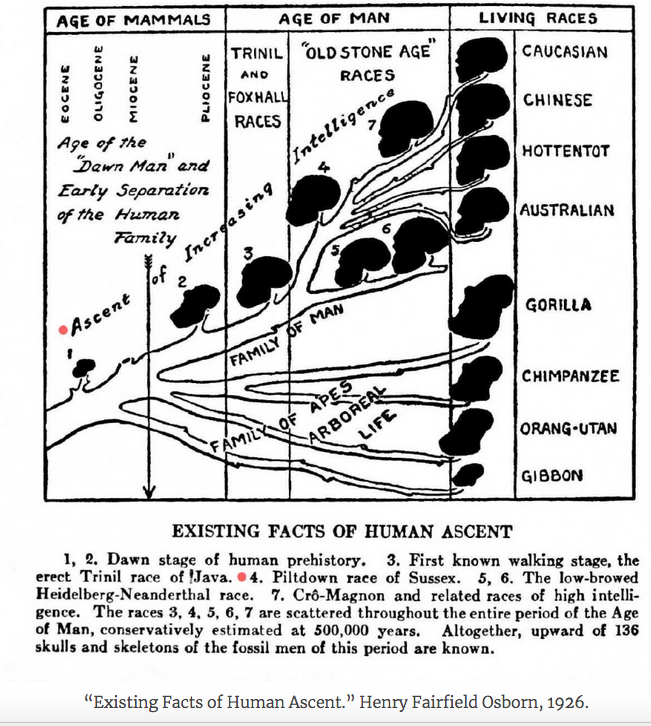 AGE OF MAMMALS
AGE OF MAN
LIVING RACES
EOCENE
OLIGOCENE
MIOCENE
PLIOCENE
TRINIL
AND
FOXHALL
RACES
"OLD STONE AGE"
RACES
Age of the
"Dawn Man" and
Early Separation
of the Human
Family
Ascent of Increasing Intelligence
1
2
3
4
5
6
7
FAMILY OF MAN
FAMILY OF APES
ARBOREAL
LIFE
CAUCASIAN
CHINESE
HOTTENTOT
AUSTRALIAN
GORILLA
CHIMPANZEE
ORANG-UTAN
GIBBON
EXISTING FACTS OF HUMAN ASCENT
1, 2. Dawn stage of human prehistory. 3. First known walking stage, the
erect Trinil race of Java. 4. Piltdown race of Sussex. 5, 6. The low-browed
Heidelberg-Neanderthal race. 7. Crô-Magnon and related races of high intelli-
gence. The races 3, 4, 5, 6, 7 are scattered throughout the entire period of the Age
of Man, conservatively estimated at 500,000 years. Altogether, upward of 136
skulls and skeletons of the fossil men of this period are known.
“Existing Facts of Human Ascent.” Henry Fairfield Osborn, 1926.